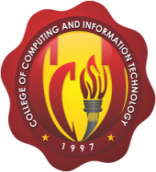 COLLEGE OF COMPUTING AND INFORMATION TECHNOLOGY
1997